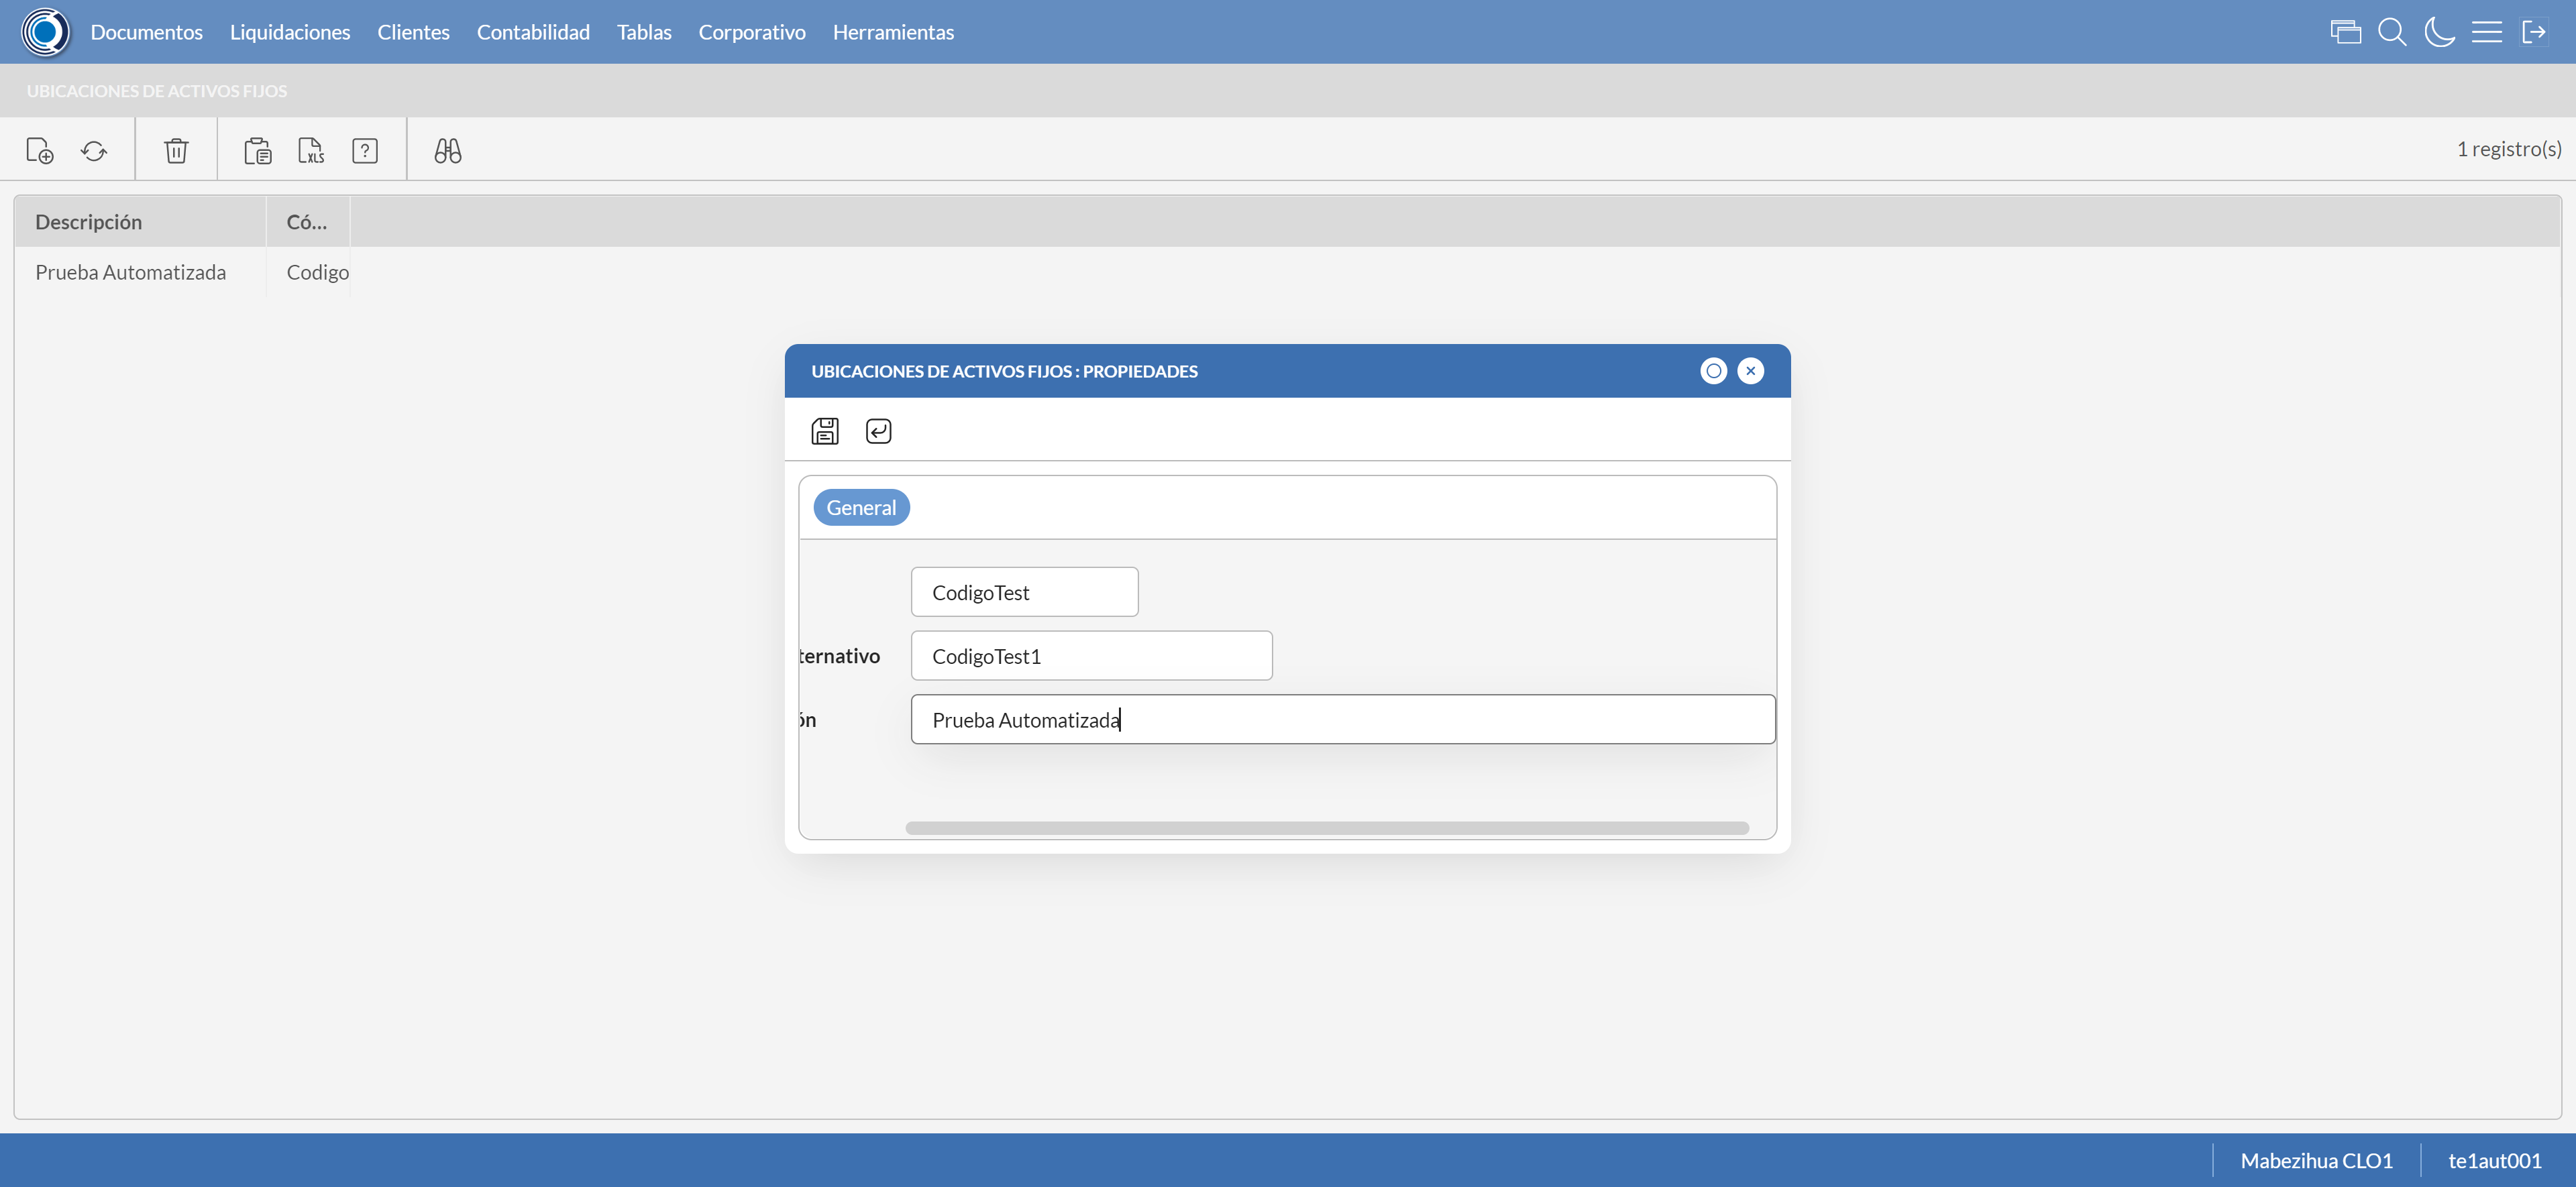 Documentos Liquidaciones Clientes Contabilidad Tablas Corporativo Herramientas
UBICACIONES DE ACTIVOS FIJOS
XLS ? 1 registro(s)
Descripción Có...
Prueba Automatizada Codigo
UBICACIONES DE ACTIVOS FIJOS : PROPIEDADES
General
CodigoTest
ternativo CodigoTest1
ón Prueba Automatizada
Mabezihua CLO1 te1aut001